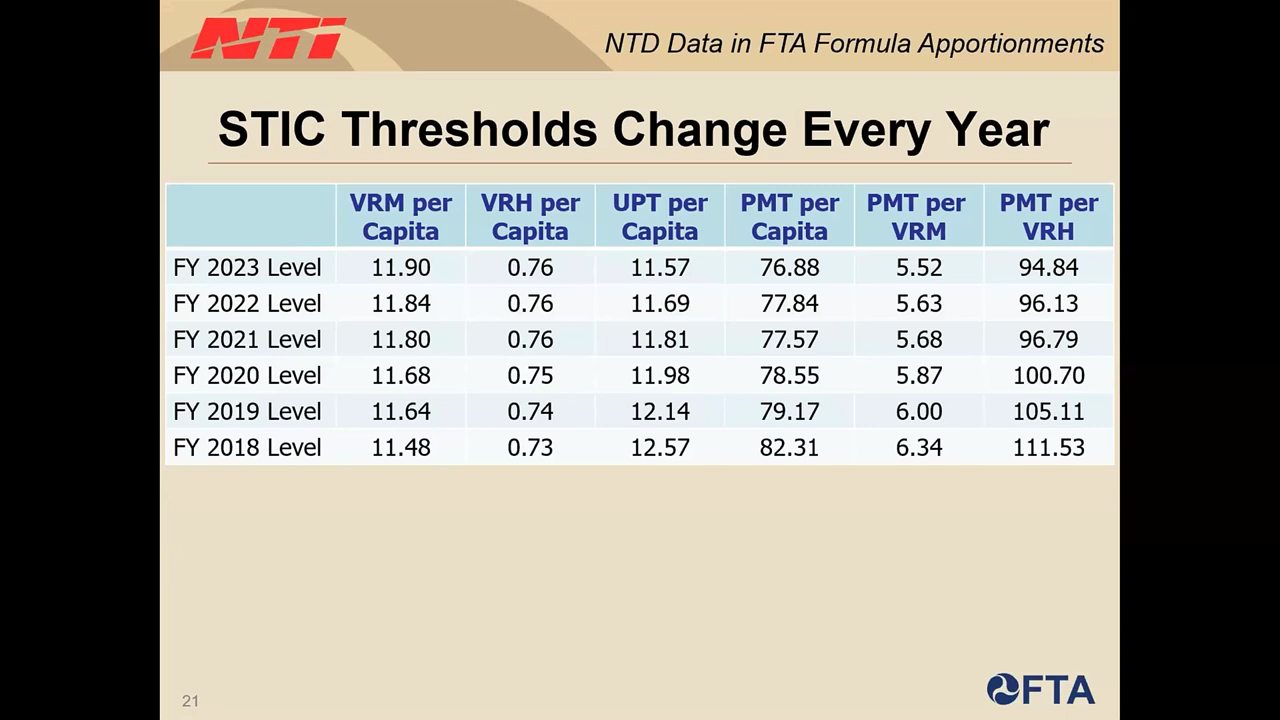 NTI
NTD Data in FTA Formula Apportionments
STIC Thresholds Change Every Year
VRM per Capita VRH per Capita UPT per Capita PMT per Capita PMT per VRM PMT per VRH
FY 2023 Level 11.90 0.76 11.57 76.88 5.52 94.84
FY 2022 Level 11.84 0.76 11.69 77.84 5.63 96.13
FY 2021 Level 11.80 0.76 11.81 77.57 5.68 96.79
FY 2020 Level 11.68 0.75 11.98 78.55 5.87 100.70
FY 2019 Level 11.64 0.74 12.14 79.17 6.00 105.11
FY 2018 Level 11.48 0.73 12.57 82.31 6.34 111.53
21
FTA